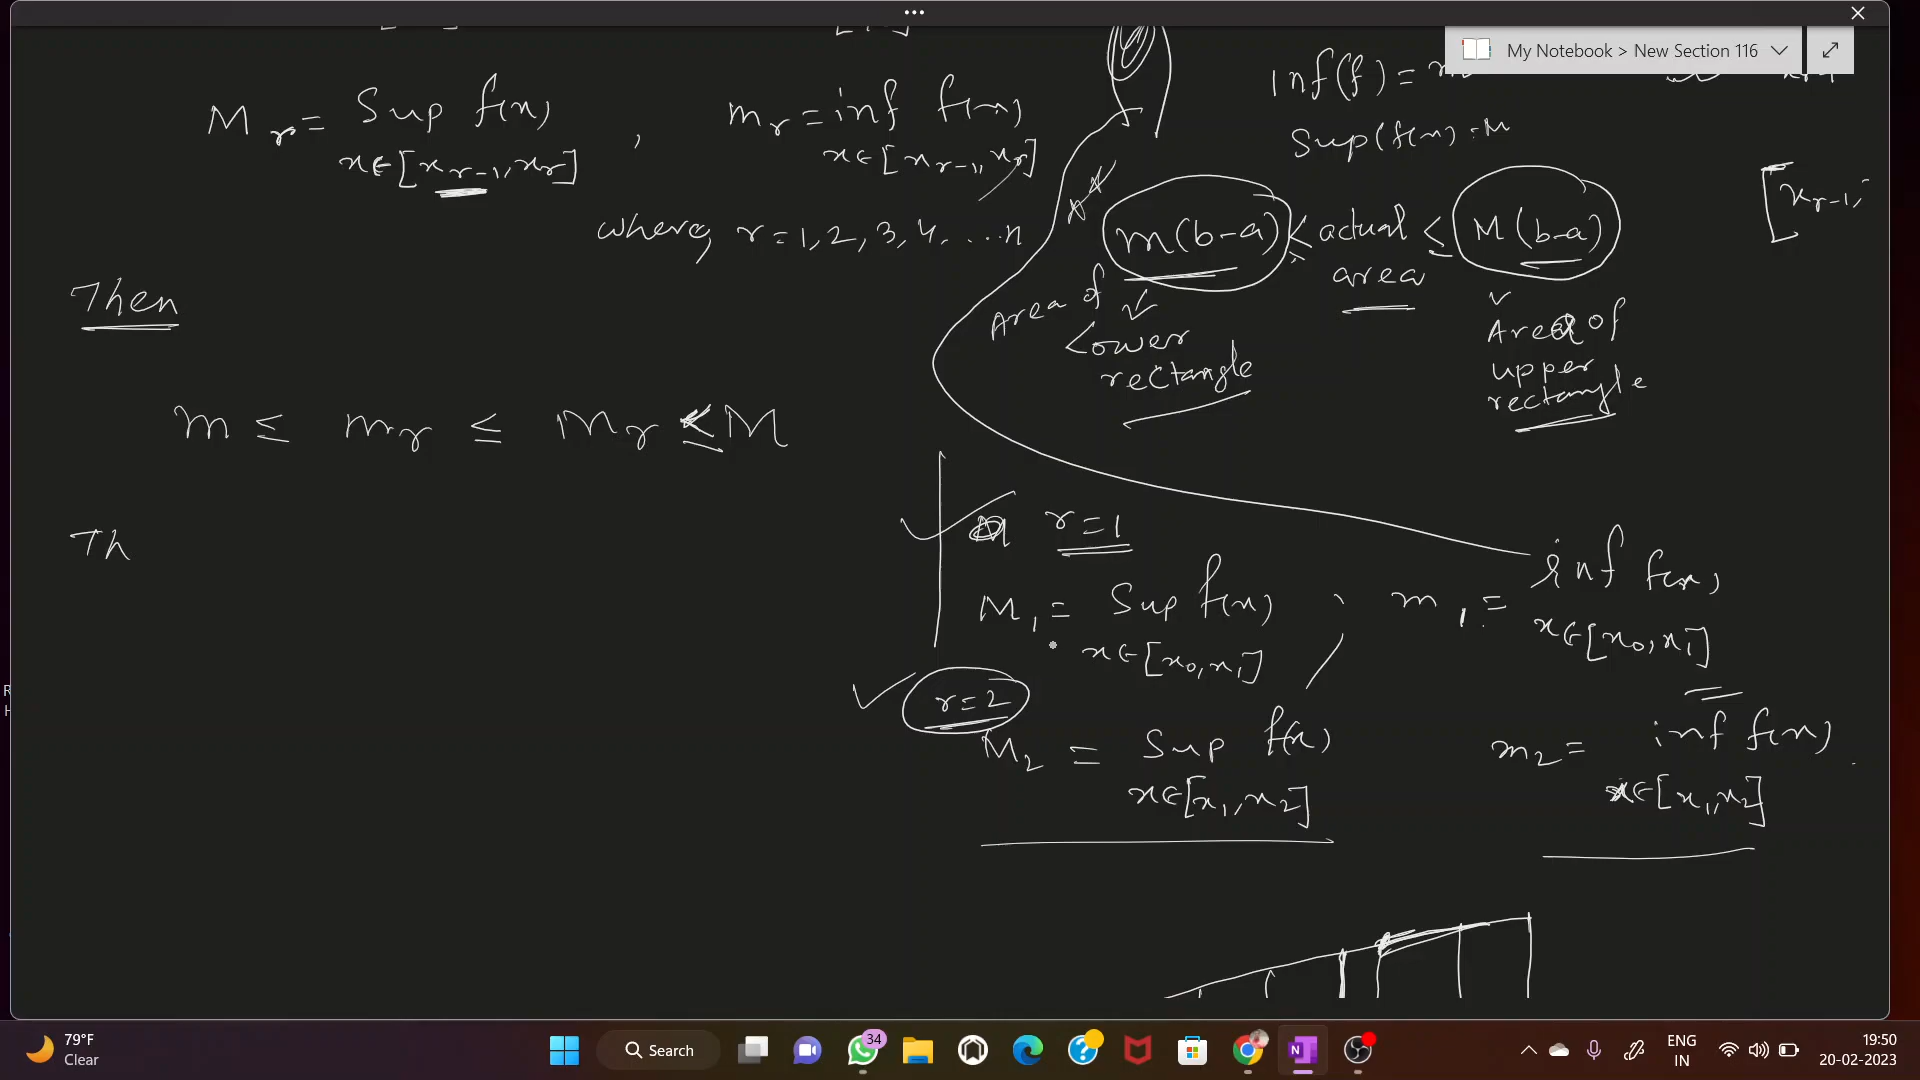 My Notebook > New Section 116
M_r = Sup f(x) , m_r = inf f(x)
x∈[x_{r-1}, x_r] x∈[x_{r-1}, x_r]
where, r = 1, 2, 3, 4, ... n
inf(f) = m
Sup(f(x) = M
m(b-a) ≤ actual area ≤ M(b-a)
Area of Lower rectangle
Area of upper rectangle
[x_{r-1},
Then
m ≤ m_r ≤ M_r ≤ M
Th
r = 1
M_1 = Sup f(x) , m_1 = inf f(x)
x∈[x_0, x_1] x∈[x_0, x_1]
r = 2
M_2 = Sup f(x) m_2 = inf f(x)
x∈[x_1, x_2] x∈[x_1, x_2]
79°F
Clear
Search
34
ENG
IN
19:50
20-02-2023